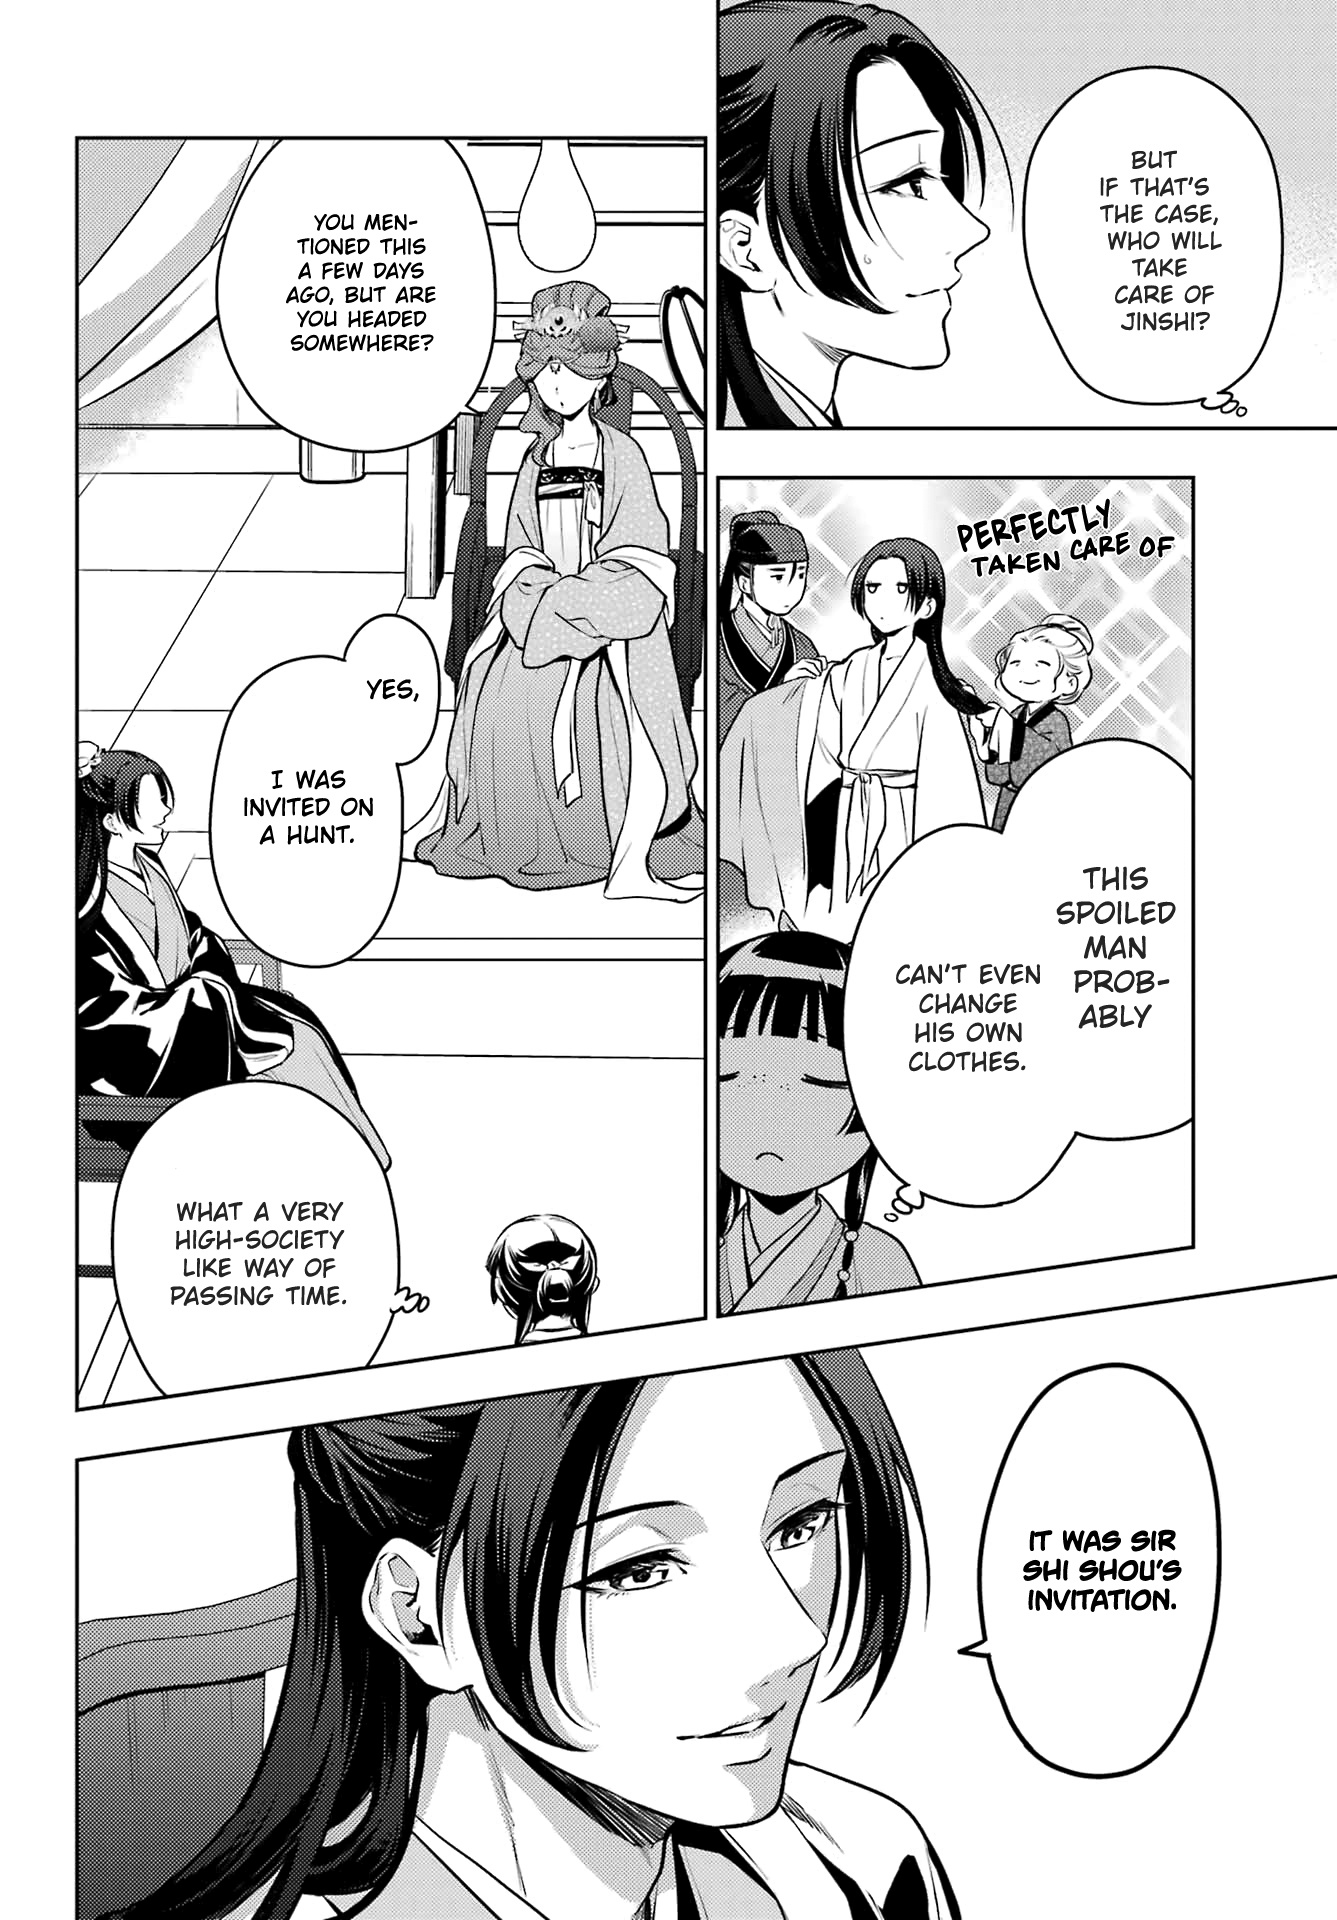 BUT
IF THAT'S
THE CASE,
WHO WILL
TAKE
CARE OF
JINSHI?
PERFECTLY
TAKEN CARE OF
THIS
SPOILED
MAN
PROB-
ABLY
CAN'T EVEN
CHANGE
HIS OWN
CLOTHES.
YOU MEN-
TIONED THIS
A FEW DAYS
AGO, BUT ARE
YOU HEADED
SOMEWHERE?
YES,
I WAS
INVITED ON
A HUNT.
WHAT A VERY
HIGH-SOCIETY
LIKE WAY OF
PASSING TIME.
IT WAS SIR
SHI SHOU'S
INVITATION.